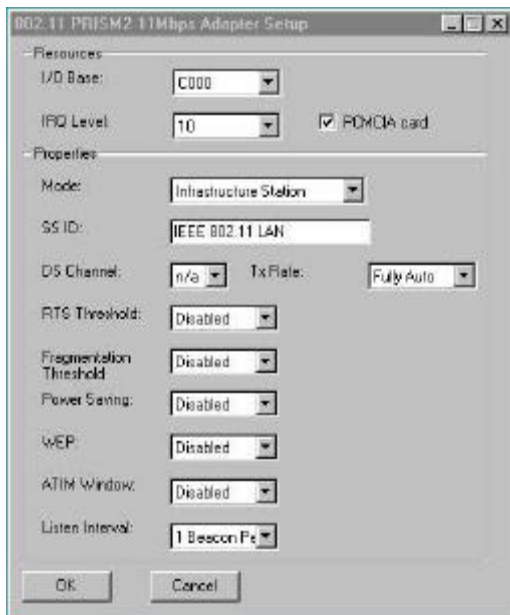 802.11 PRISM2 11Mbps Adapter Setup
Resources
I/O Base: C000
IRQ Level: 10 PCMCIA card
Properties
Mode: Infrastructure Station
SS ID: IEEE 802.11 LAN
DS Channel: n/a Tx Rate: Fully Auto
RTS Threshold: Disabled
Fragmentation
Threshold Disabled
Power Saving: Disabled
WEP: Disabled
ATIM Window: Disabled
Listen Interval: 1 Beacon Pe
OK Cancel